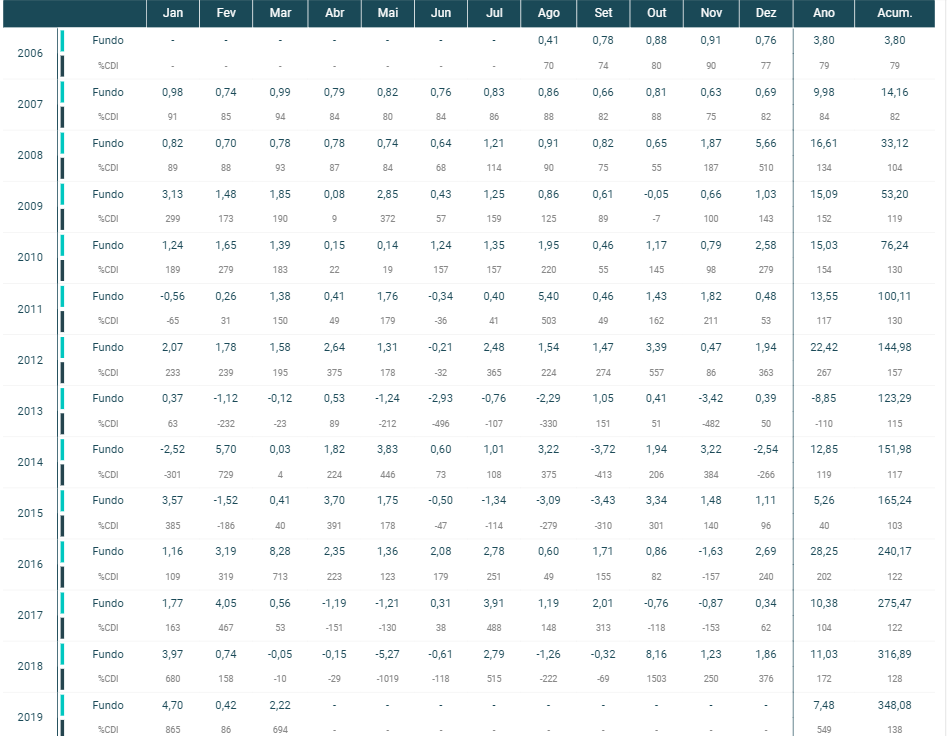 Jan Fev Mar Abr Mai Jun Jul Ago Set Out Nov Dez Ano Acum.
2006 Fundo - - - - - - - 0,41 0,78 0,88 0,91 0,76 3,80 3,80
%CDI - - - - - - - 70 74 80 90 77 79 79
2007 Fundo 0,98 0,74 0,99 0,79 0,82 0,76 0,83 0,86 0,66 0,81 0,63 0,69 9,98 14,16
%CDI 91 85 94 84 80 84 86 88 82 88 75 82 84 82
2008 Fundo 0,82 0,70 0,78 0,78 0,74 0,64 1,21 0,91 0,82 0,65 1,87 5,66 16,61 33,12
%CDI 89 88 93 87 84 68 114 90 75 55 187 510 134 104
2009 Fundo 3,13 1,48 1,85 0,08 2,85 0,43 1,25 0,86 0,61 -0,05 0,66 1,03 15,09 53,20
%CDI 299 173 190 9 372 57 159 125 89 -7 100 143 152 119
2010 Fundo 1,24 1,65 1,39 0,15 0,14 1,24 1,35 1,95 0,46 1,17 0,79 2,58 15,03 76,24
%CDI 189 279 183 22 19 157 157 220 55 145 98 279 154 130
2011 Fundo -0,56 0,26 1,38 0,41 1,76 -0,34 0,40 5,40 0,46 1,43 1,82 0,48 13,55 100,11
%CDI -65 31 150 49 179 -36 41 503 49 162 211 53 117 130
2012 Fundo 2,07 1,78 1,58 2,64 1,31 -0,21 2,48 1,54 1,47 3,39 0,47 1,94 22,42 144,98
%CDI 233 239 195 375 178 -32 365 224 274 557 86 363 267 157
2013 Fundo 0,37 -1,12 -0,12 0,53 -1,24 -2,93 -0,76 -2,29 1,05 0,41 -3,42 0,39 -8,85 123,29
%CDI 63 -232 -23 89 -212 -496 -107 -330 151 51 -482 50 -110 115
2014 Fundo -2,52 5,70 0,03 1,82 3,83 0,60 1,01 3,22 -3,72 1,94 3,22 -2,54 12,85 151,98
%CDI -301 729 4 224 446 73 108 375 -413 206 384 -266 119 117
2015 Fundo 3,57 -1,52 0,41 3,70 1,75 -0,50 -1,34 -3,09 -3,43 3,34 1,48 1,11 5,26 165,24
%CDI 385 -186 40 391 178 -47 -114 -279 -310 301 140 96 40 103
2016 Fundo 1,16 3,19 8,28 2,35 1,36 2,08 2,78 0,60 1,71 0,86 -1,63 2,69 28,25 240,17
%CDI 109 319 713 223 123 179 251 49 155 82 -157 240 202 122
2017 Fundo 1,77 4,05 0,56 -1,19 -1,21 0,31 3,91 1,19 2,01 -0,76 -0,87 0,34 10,38 275,47
%CDI 163 467 53 -151 -130 38 488 148 313 -118 -153 62 104 122
2018 Fundo 3,97 0,74 -0,05 -0,15 -5,27 -0,61 2,79 -1,26 -0,32 8,16 1,23 1,86 11,03 316,89
%CDI 680 158 -10 -29 -1019 -118 515 -222 -69 1503 250 376 172 128
2019 Fundo 4,70 0,42 2,22 - - - - - - - - - 7,48 348,08
%CDI 865 86 694 - - - - - - - - - 549 138